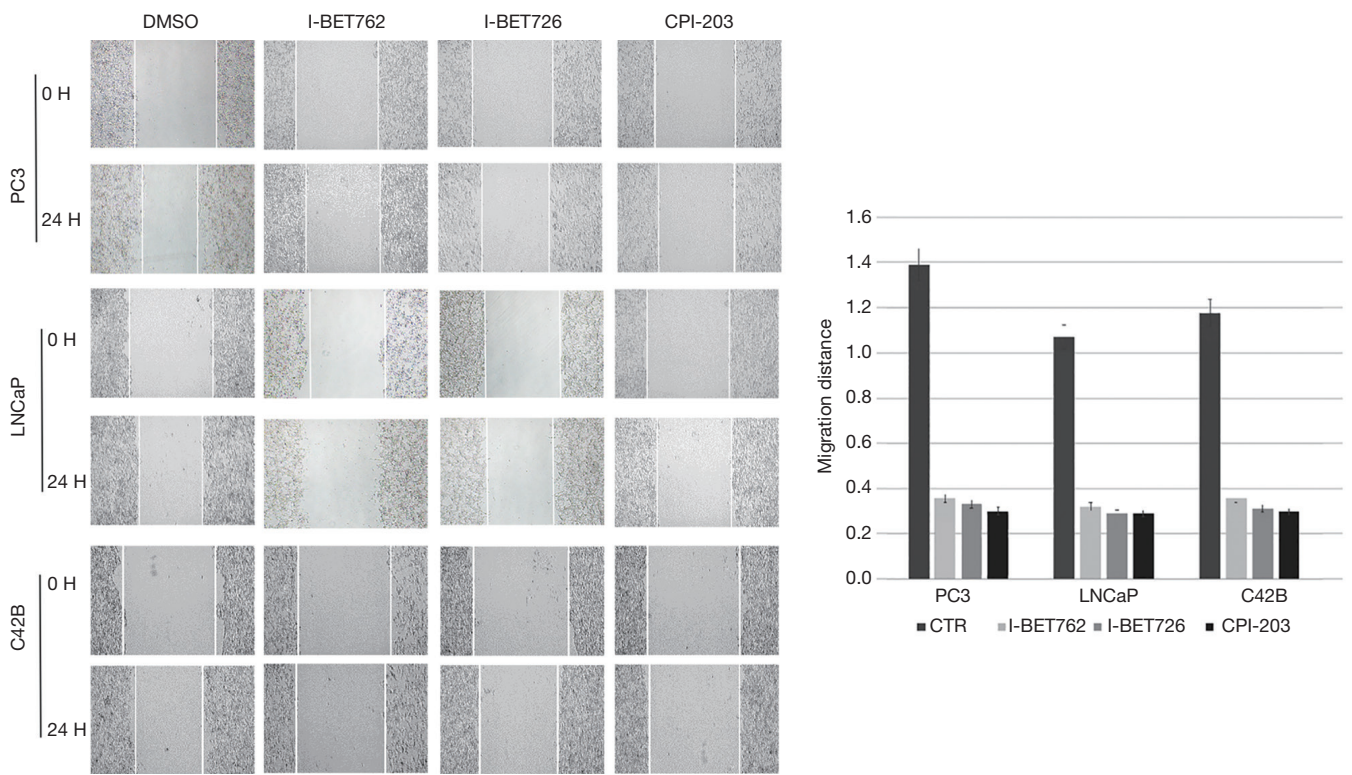 DMSO I-BET762 I-BET726 CPI-203
PC3
0 H
24 H
LNCaP
0 H
24 H
C42B
0 H
24 H
Migration distance
1.6
1.4
1.2
1.0
0.8
0.6
0.4
0.2
0.0
PC3 LNCaP C42B
CTR I-BET762 I-BET726 CPI-203